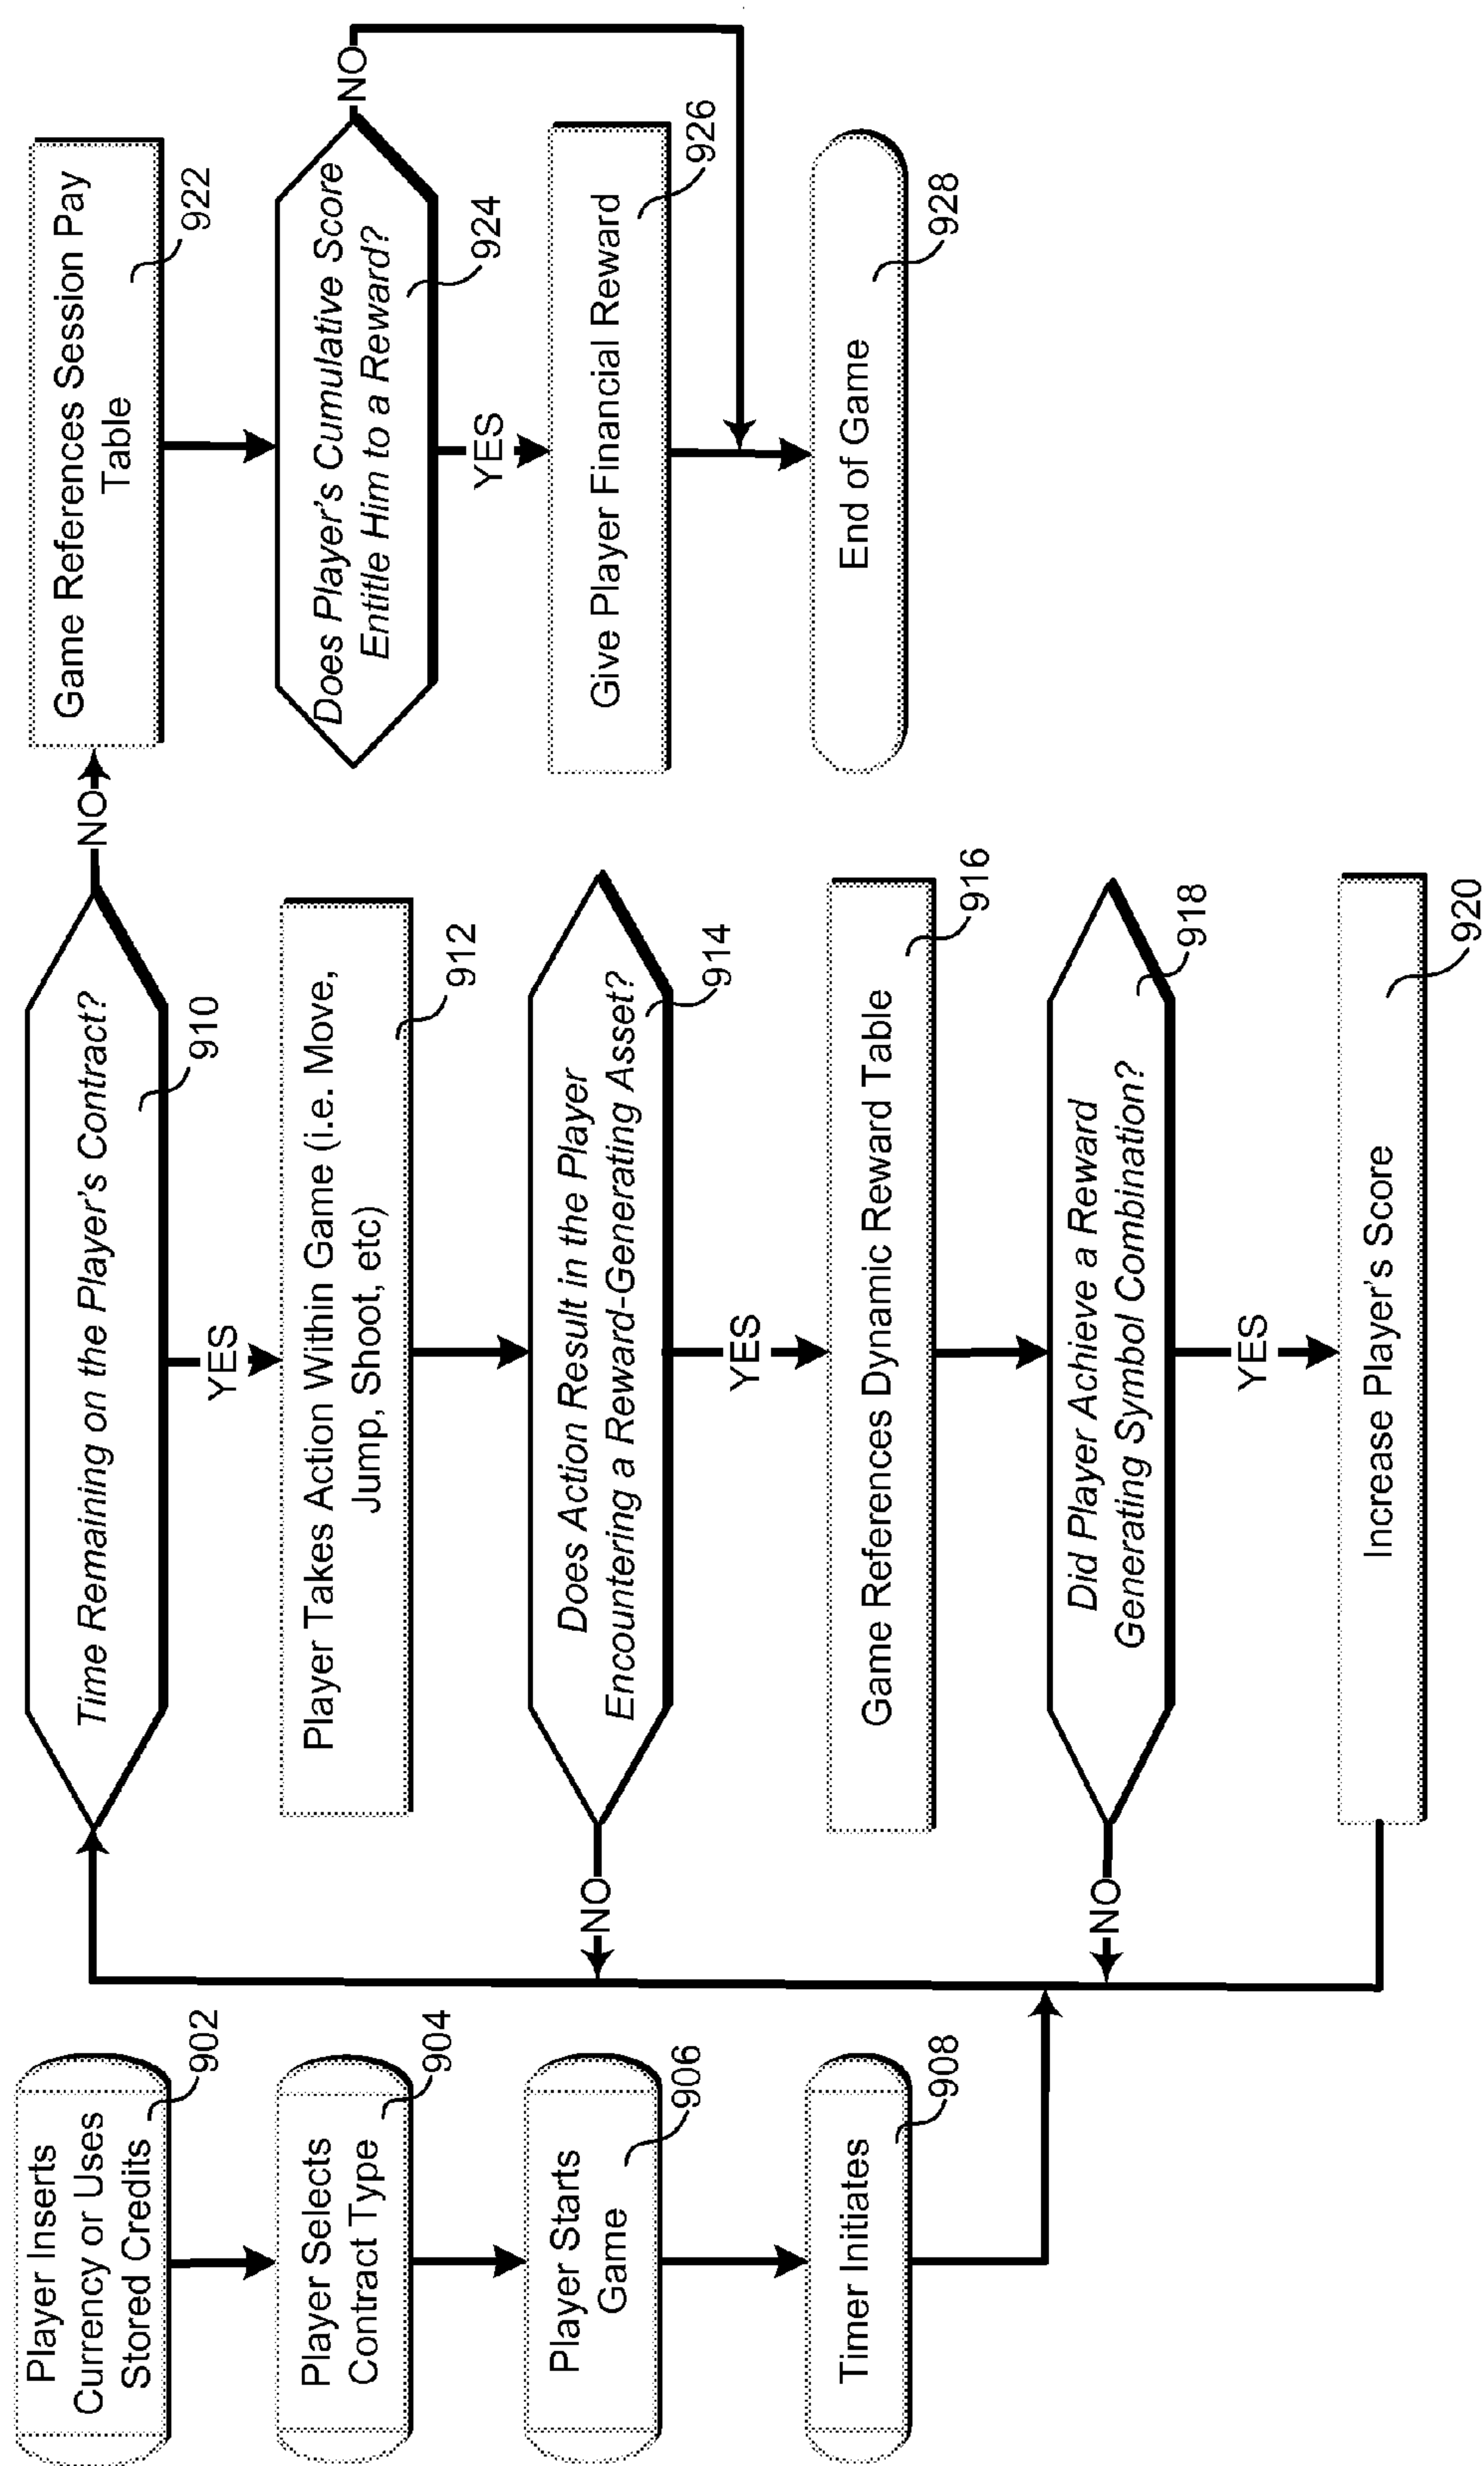 Player Inserts
Currency or Uses
Stored Credits
902
Player Selects
Contract Type
904
Player Starts
Game
906
Timer Initiates
908
Time Remaining on the Player's Contract?
910
NO
YES
Player Takes Action Within Game (i.e. Move,
Jump, Shoot, etc)
912
Does Action Result in the Player
Encountering a Reward-Generating Asset?
914
NO
YES
Game References Dynamic Reward Table
916
Did Player Achieve a Reward
Generating Symbol Combination?
918
NO
YES
Increase Player's Score
920
Game References Session Pay
Table
922
Does Player's Cumulative Score
Entitle Him to a Reward?
924
NO
YES
Give Player Financial Reward
926
End of Game
928